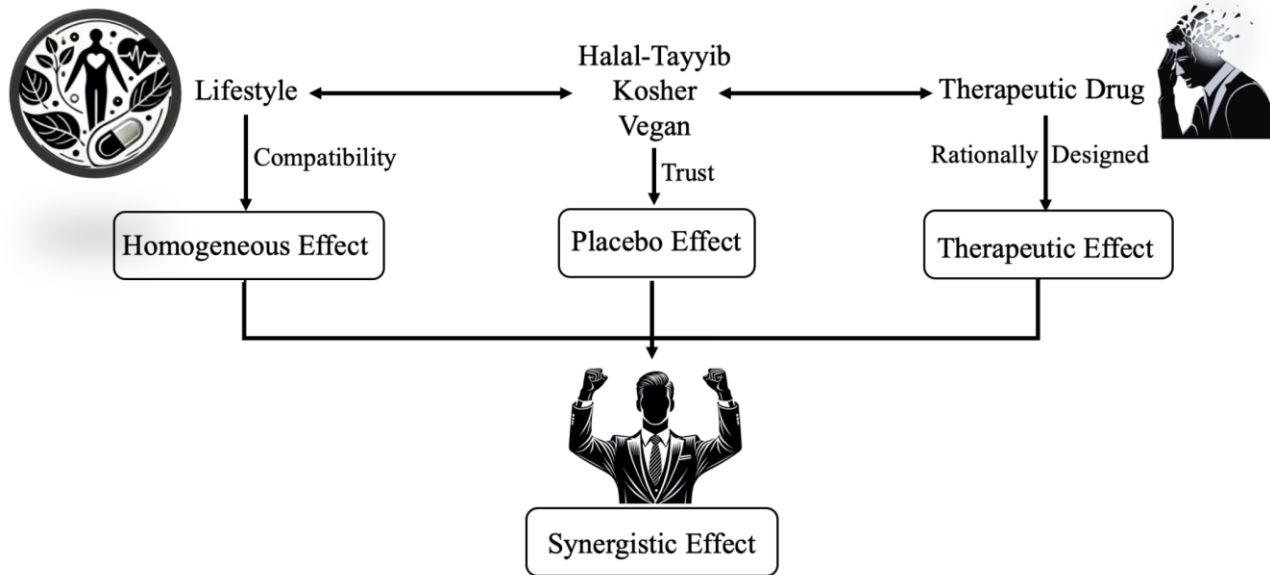 Lifestyle
Halal-Tayyib
Kosher
Vegan
Therapeutic Drug
Compatibility
Trust
Rationally Designed
Homogeneous Effect
Placebo Effect
Therapeutic Effect
Synergistic Effect